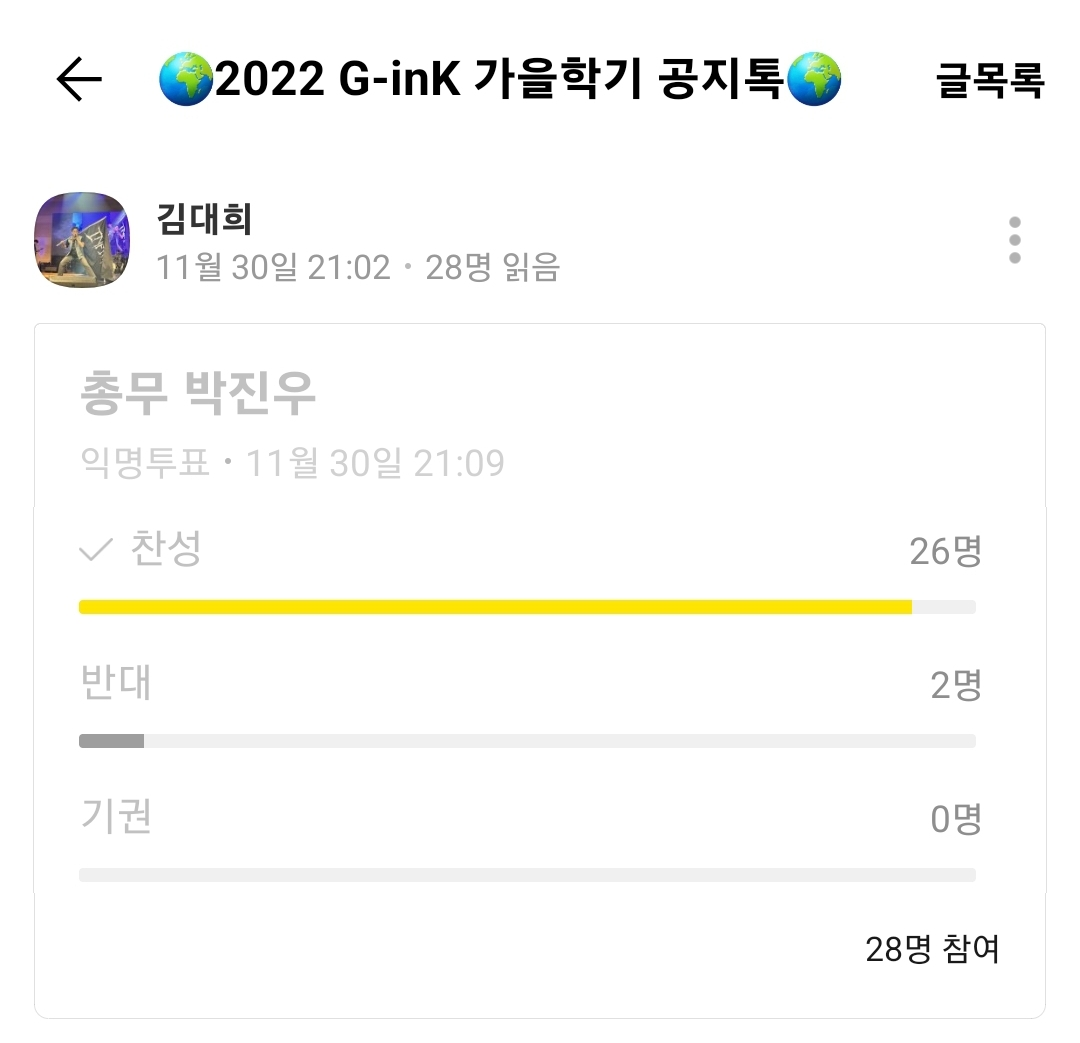 🌍2022 G-inK 가을학기 공지톡🌍
글목록
김대희
11월 30일 21:02 · 28명 읽음
총무 박진우
익명투표 · 11월 30일 21:09
찬성 26명
반대 2명
기권 0명
28명 참여